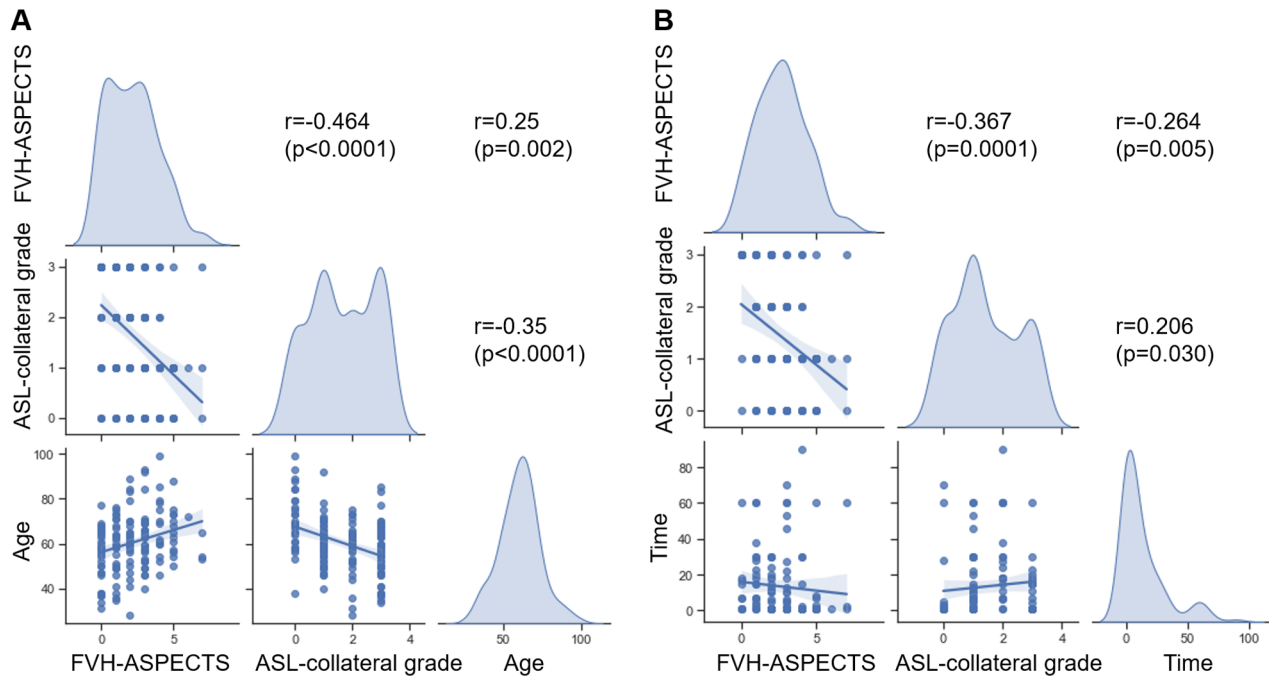 A
B
FVH-ASPECTS
r=-0.464
(p<0.0001)
r=0.25
(p=0.002)
FVH-ASPECTS
r=-0.367
(p=0.0001)
r=-0.264
(p=0.005)
ASL-collateral grade
3
2
1
0
r=-0.35
(p<0.0001)
ASL-collateral grade
3
2
1
0
r=0.206
(p=0.030)
Age
100
80
60
40
0 5
0 2 4
50 100
FVH-ASPECTS
ASL-collateral grade
Age
Time
80
60
40
20
0
0 5
0 2 4
0 50 100
FVH-ASPECTS
ASL-collateral grade
Time